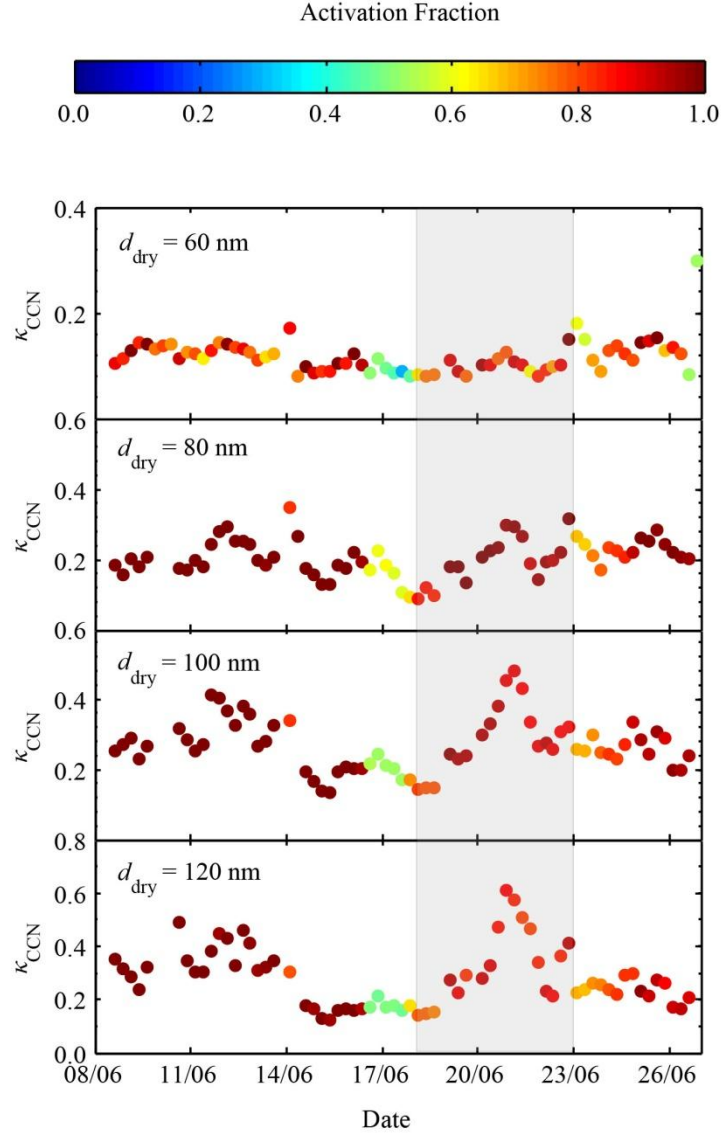 Activation Fraction
0.0 0.2 0.4 0.6 0.8 1.0
0.4
d_dry = 60 nm
κ_CCN
0.2
0.6
d_dry = 80 nm
0.4
κ_CCN
0.2
0.6
d_dry = 100 nm
0.4
κ_CCN
0.2
0.8
d_dry = 120 nm
0.6
κ_CCN
0.4
0.2
0.0
08/06 11/06 14/06 17/06 20/06 23/06 26/06
Date